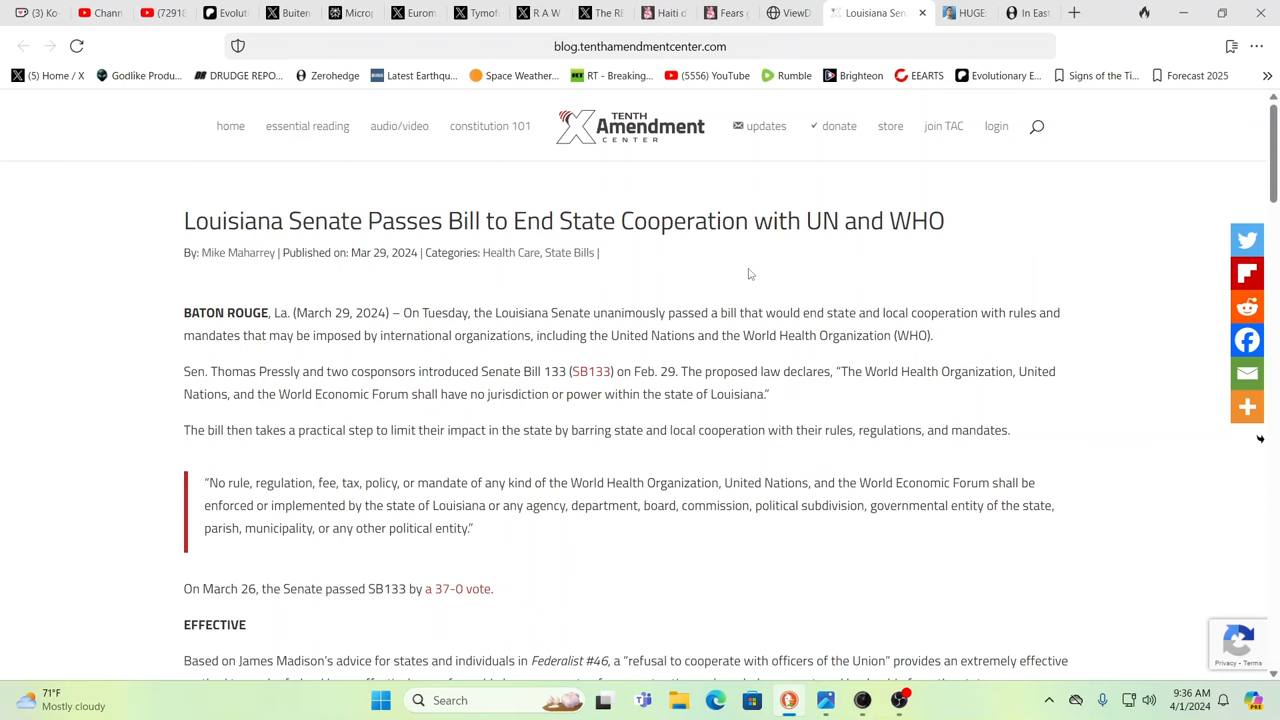 (3) Ko
Chann
(72918
Evoluti
Buiten
Microp
Eurom
Tymofi
R A W
The RE
Haiti d
Fears g
NewD
Louisiana Sen
HUGE:
In East
blog.tenthamendmentcenter.com
(5) Home / X
Godlike Produ...
DRUDGE REPO...
Zerohedge
Latest Earthqu...
Space Weather...
RT - Breaking...
(5556) YouTube
Rumble
Brighteon
EEARTS
Evolutionary E...
Signs of the Ti...
Forecast 2025
home essential reading audio/video constitution 101
TENTH
Amendment
CENTER
updates donate store join TAC login
Louisiana Senate Passes Bill to End State Cooperation with UN and WHO
By: Mike Maharrey | Published on: Mar 29, 2024 | Categories: Health Care, State Bills |
BATON ROUGE, La. (March 29, 2024) – On Tuesday, the Louisiana Senate unanimously passed a bill that would end state and local cooperation with rules and
mandates that may be imposed by international organizations, including the United Nations and the World Health Organization (WHO).
Sen. Thomas Pressly and two cosponsors introduced Senate Bill 133 (SB133) on Feb. 29. The proposed law declares, “The World Health Organization, United
Nations, and the World Economic Forum shall have no jurisdiction or power within the state of Louisiana.”
The bill then takes a practical step to limit their impact in the state by barring state and local cooperation with their rules, regulations, and mandates.
“No rule, regulation, fee, tax, policy, or mandate of any kind of the World Health Organization, United Nations, and the World Economic Forum shall be
enforced or implemented by the state of Louisiana or any agency, department, board, commission, political subdivision, governmental entity of the state,
parish, municipality, or any other political entity.”
On March 26, the Senate passed SB133 by a 37-0 vote.
EFFECTIVE
Based on James Madison’s advice for states and individuals in Federalist #46, a “refusal to cooperate with officers of the Union” provides an extremely effective
Privacy - Terms
71°F
Mostly cloudy
Search
9:36 AM
4/1/2024